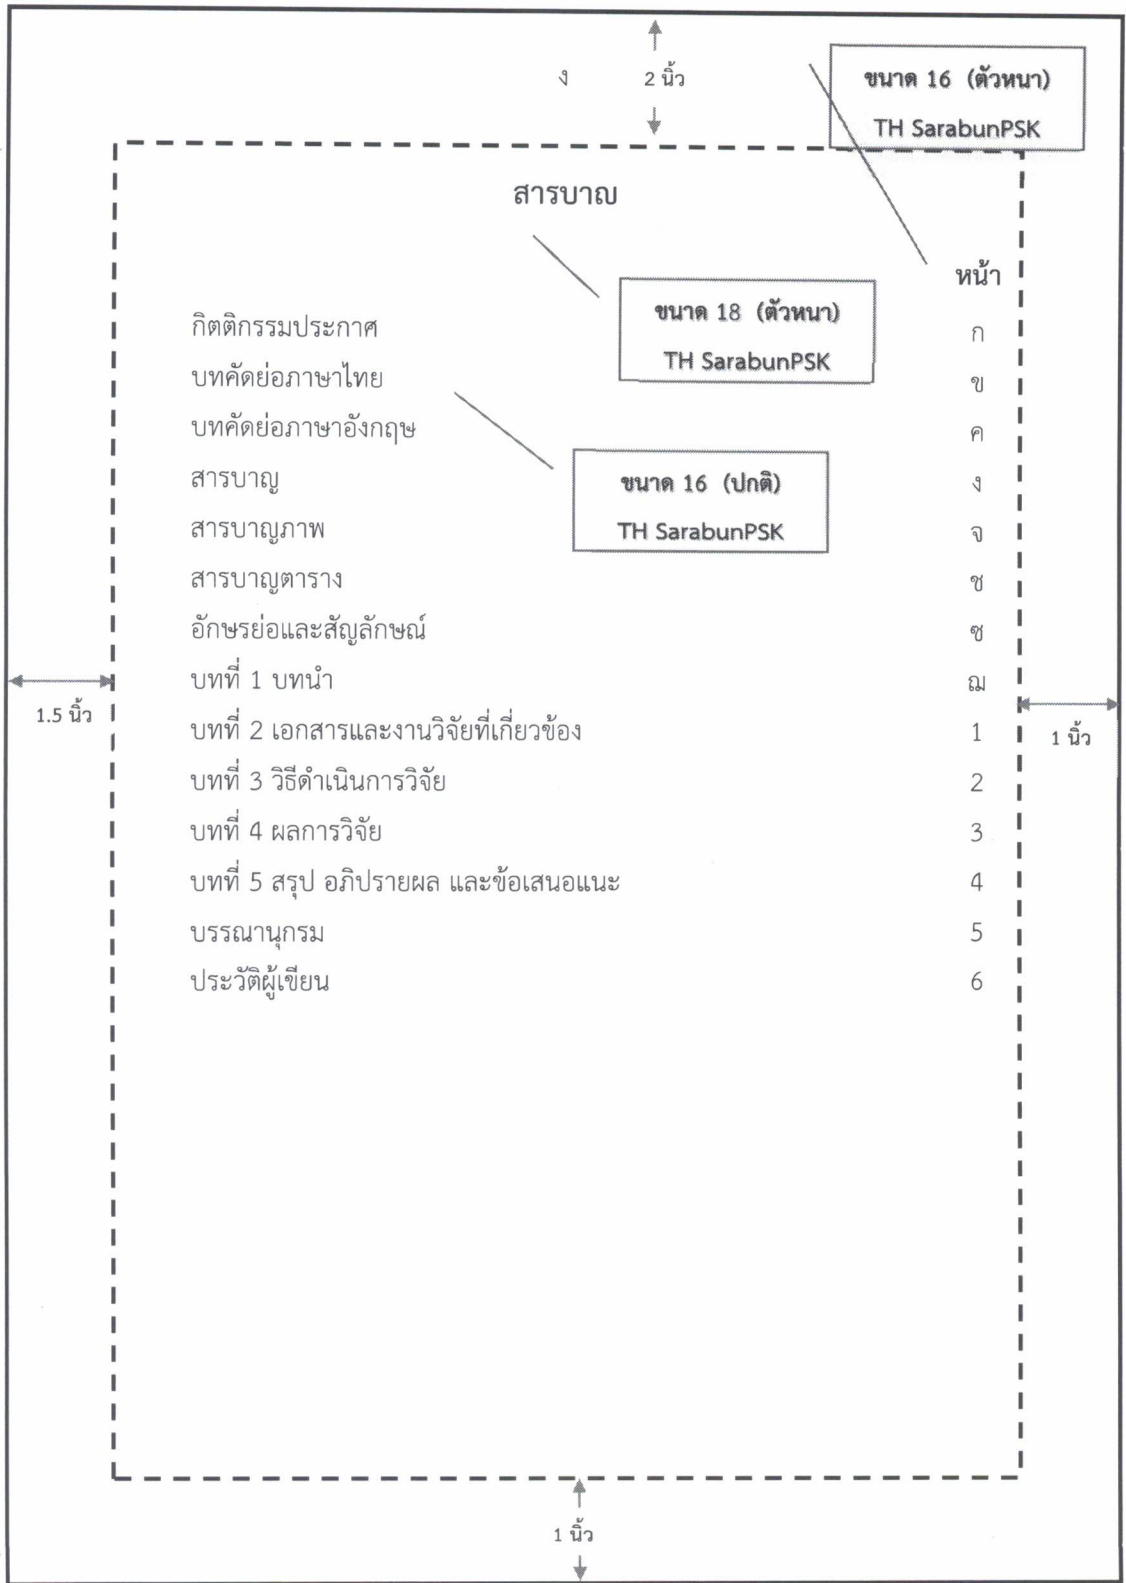 ง 2 นิ้ว
ขนาด 16 (ตัวหนา)
TH SarabunPSK
สารบาญ
หน้า
ขนาด 18 (ตัวหนา)
TH SarabunPSK
กิตติกรรมประกาศ ก
บทคัดย่อภาษาไทย ข
บทคัดย่อภาษาอังกฤษ ค
ขนาด 16 (ปกติ)
TH SarabunPSK
สารบาญ ง
สารบาญภาพ จ
สารบาญตาราง ช
อักษรย่อและสัญลักษณ์ ซ
บทที่ 1 บทนำ ฌ
1.5 นิ้ว
บทที่ 2 เอกสารและงานวิจัยที่เกี่ยวข้อง 1
1 นิ้ว
บทที่ 3 วิธีดำเนินการวิจัย 2
บทที่ 4 ผลการวิจัย 3
บทที่ 5 สรุป อภิปรายผล และข้อเสนอแนะ 4
บรรณานุกรม 5
ประวัติผู้เขียน 6
1 นิ้ว